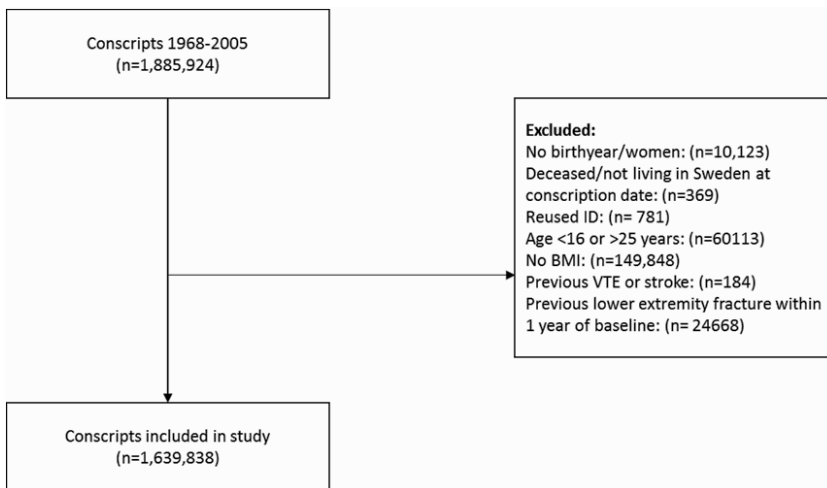 Conscripts 1968-2005
(n=1,885,924)
Excluded:
No birthyear/women: (n=10,123)
Deceased/not living in Sweden at
conscription date: (n=369)
Reused ID: (n= 781)
Age <16 or >25 years: (n=60113)
No BMI: (n=149,848)
Previous VTE or stroke: (n=184)
Previous lower extremity fracture within
1 year of baseline: (n= 24668)
Conscripts included in study
(n=1,639,838)